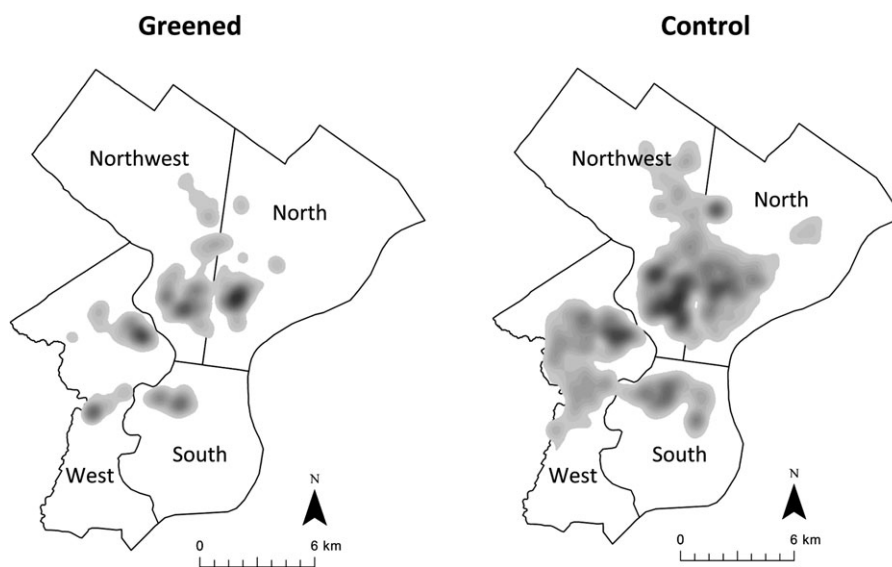 Greened
Control
Northwest
North
West
South
N
0 6 km
Northwest
North
West
South
N
0 6 km